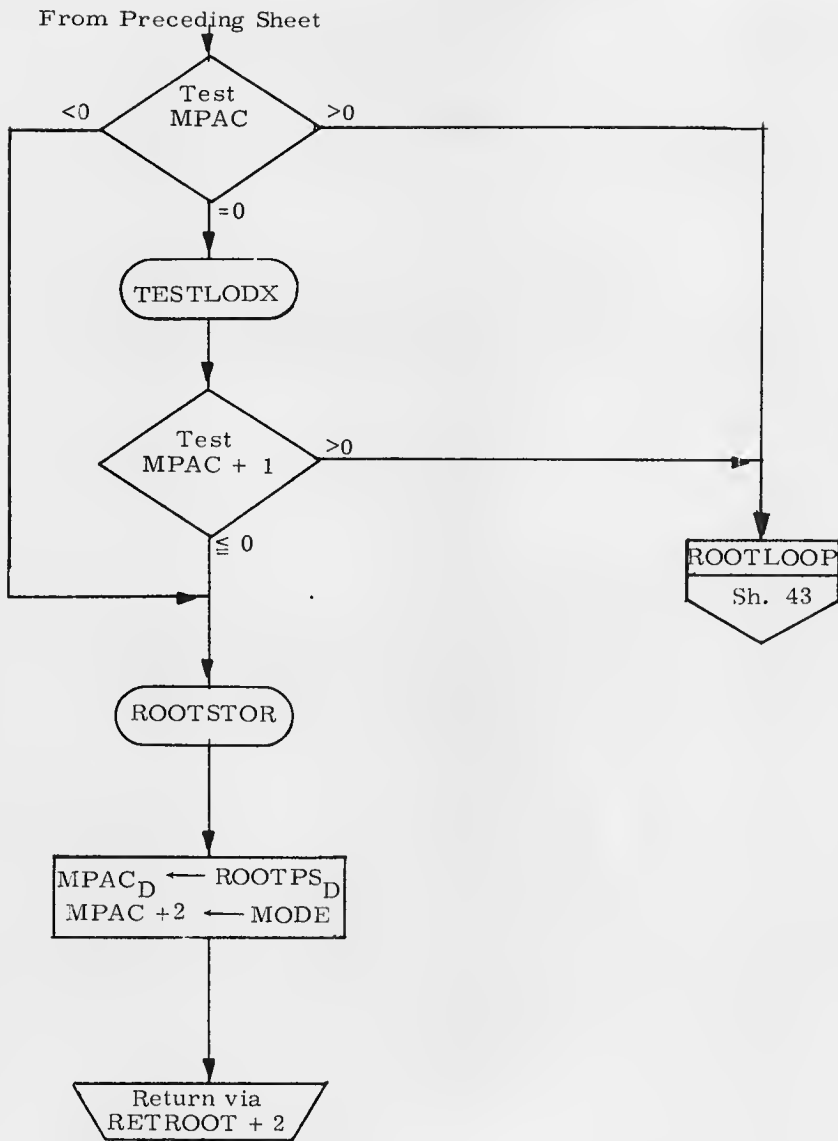 From Preceding Sheet
Test
MPAC
<0
>0
=0
TESTLODX
Test
MPAC + 1
>0
≦ 0
ROOTLOOP
Sh. 43
ROOTSTOR
MPAC_D ← ROOTPS_D
MPAC +2 ← MODE
Return via
RETROOT + 2